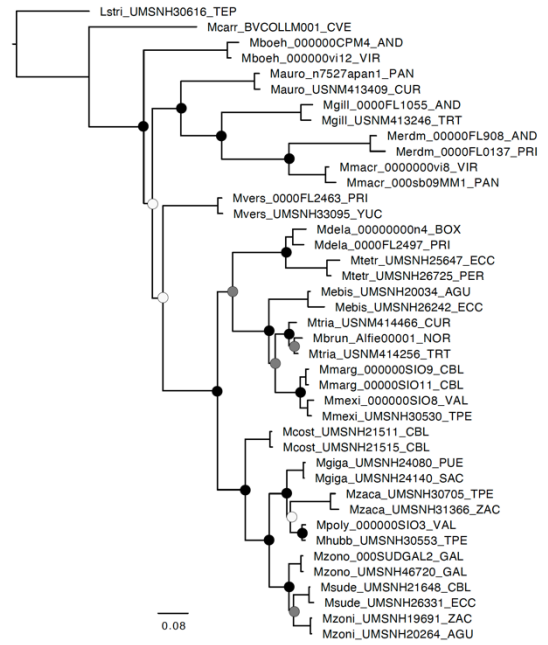 Lstri_UMSNH30616_TEP
Mcarr_BVCOLLM001_CVE
Mboeh_000000CPM4_AND
Mboeh_000000vi12_VIR
Mauro_n7527apan1_PAN
Mauro_USNM413409_CUR
Mgill_0000FL1055_AND
Mgill_USNM413246_TRT
Merdm_00000FL908_AND
Merdm_0000FL0137_PRI
Mmacr_0000000vi8_VIR
Mmacr_000sb09MM1_PAN
Mvers_0000FL2463_PRI
Mvers_UMSNH33095_YUC
Mdela_00000000n4_BOX
Mdela_0000FL2497_PRI
Mtetr_UMSNH25647_ECC
Mtetr_UMSNH26725_PER
Mebis_UMSNH20034_AGU
Mebis_UMSNH26242_ECC
Mtria_USNM414466_CUR
Mbrun_Alfie00001_NOR
Mtria_USNM414256_TRT
Mmarg_000000SIO9_CBL
Mmarg_00000SIO11_CBL
Mmexi_000000SIO8_VAL
Mmexi_UMSNH30530_TPE
Mcost_UMSNH21511_CBL
Mcost_UMSNH21515_CBL
Mgiga_UMSNH24080_PUE
Mgiga_UMSNH24140_SAC
Mzaca_UMSNH30705_TPE
Mzaca_UMSNH31366_ZAC
Mpoly_000000SIO3_VAL
Mhubb_UMSNH30553_TPE
Mzono_000SUDGAL2_GAL
Mzono_UMSNH46720_GAL
Msude_UMSNH21648_CBL
Msude_UMSNH26331_ECC
Mzoni_UMSNH19691_ZAC
Mzoni_UMSNH20264_AGU
0.08